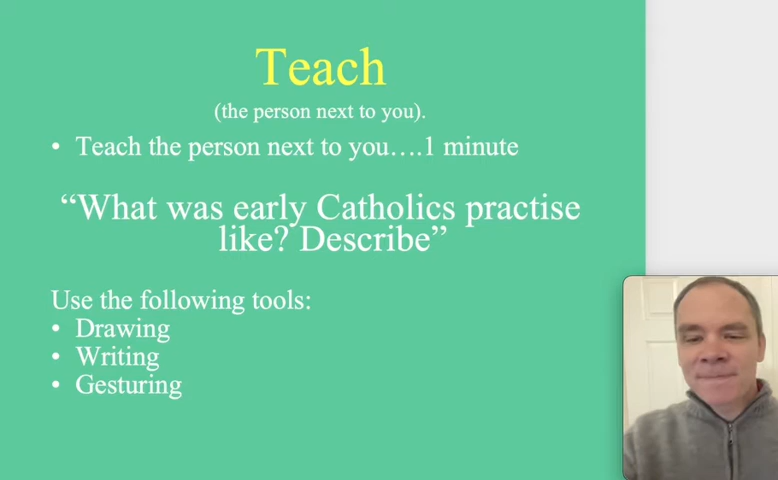 Teach
(the person next to you).
• Teach the person next to you….1 minute
“What was early Catholics practise
like? Describe”
Use the following tools:
• Drawing
• Writing
• Gesturing